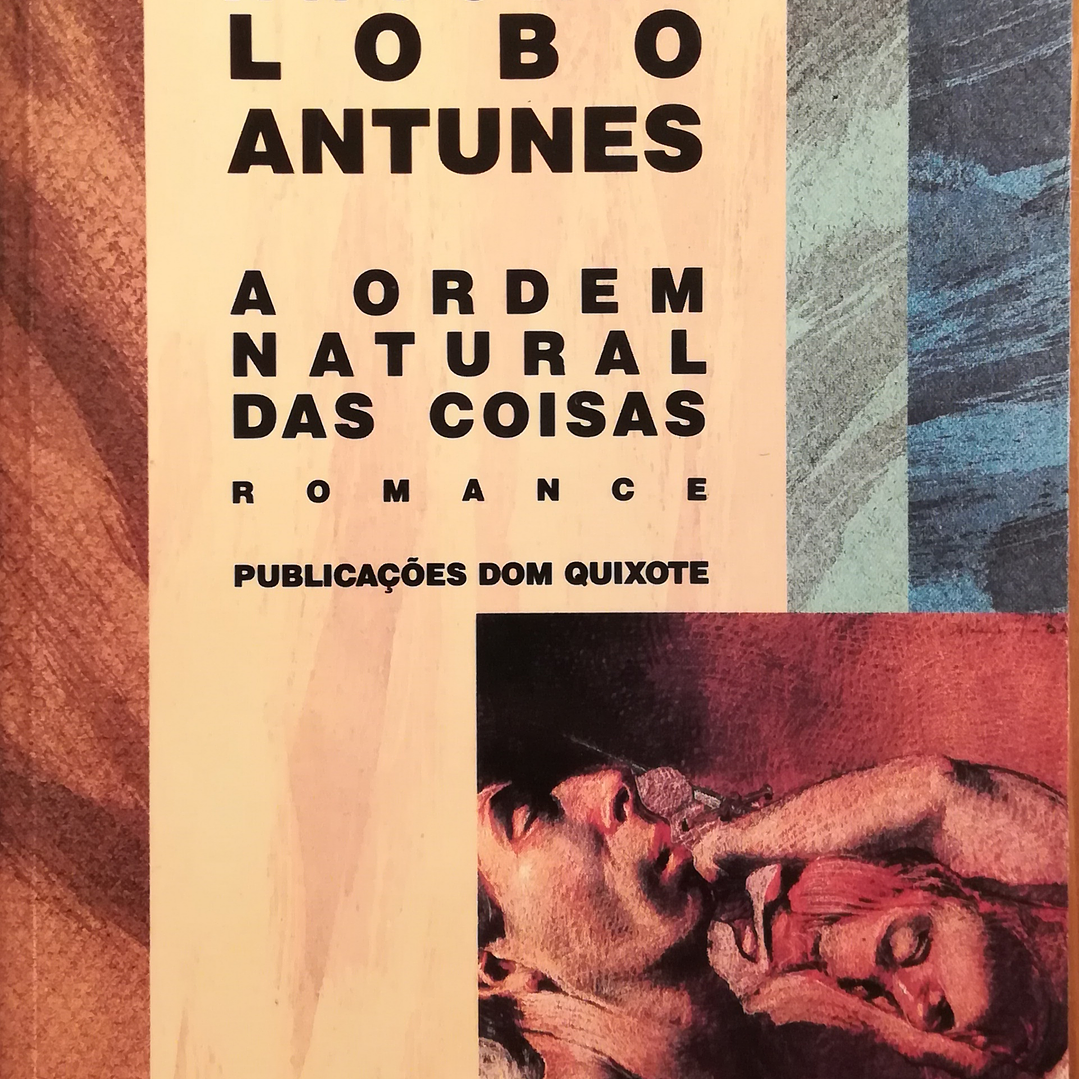 LOBO
ANTUNES
A ORDEM
NATURAL
DAS COISAS
ROMANCE
PUBLICAÇÕES DOM QUIXOTE